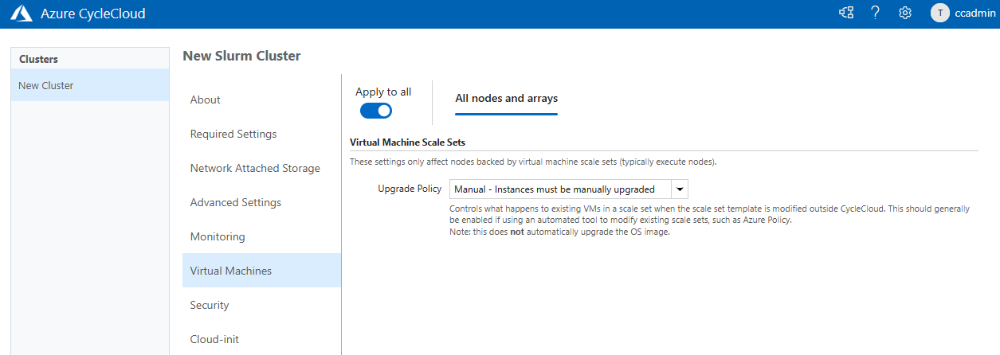 Azure CycleCloud
T ccadmin
Clusters
New Cluster
New Slurm Cluster
About
Required Settings
Network Attached Storage
Advanced Settings
Monitoring
Virtual Machines
Security
Cloud-init
Apply to all
All nodes and arrays
Virtual Machine Scale Sets
These settings only affect nodes backed by virtual machine scale sets (typically execute nodes).
Upgrade Policy Manual - Instances must be manually upgraded
Controls what happens to existing VMs in a scale set when the scale set template is modified outside CycleCloud. This should generally
be enabled if using an automated tool to modify existing scale sets, such as Azure Policy.
Note: this does not automatically upgrade the OS image.